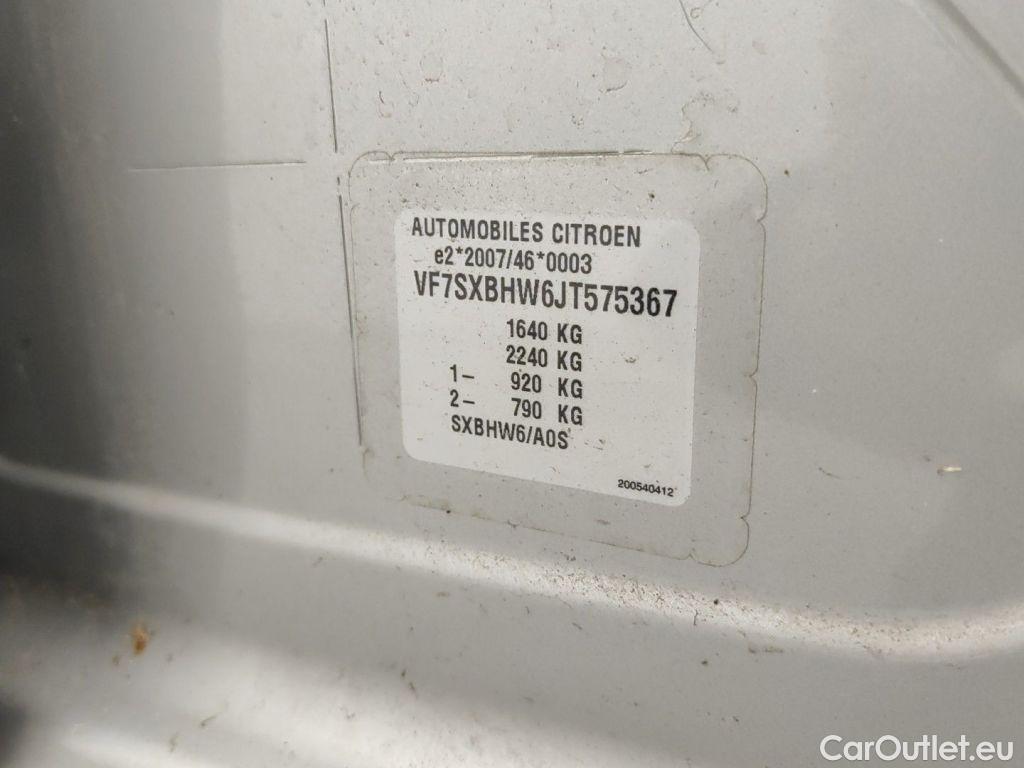 AUTOMOBILES CITROEN
e2*2007/46*0003
VF7SXBHW6JT575367
1640 KG
2240 KG
1- 920 KG
2- 790 KG
SXBHW6/A0S
200540412
CarOutlet.eu